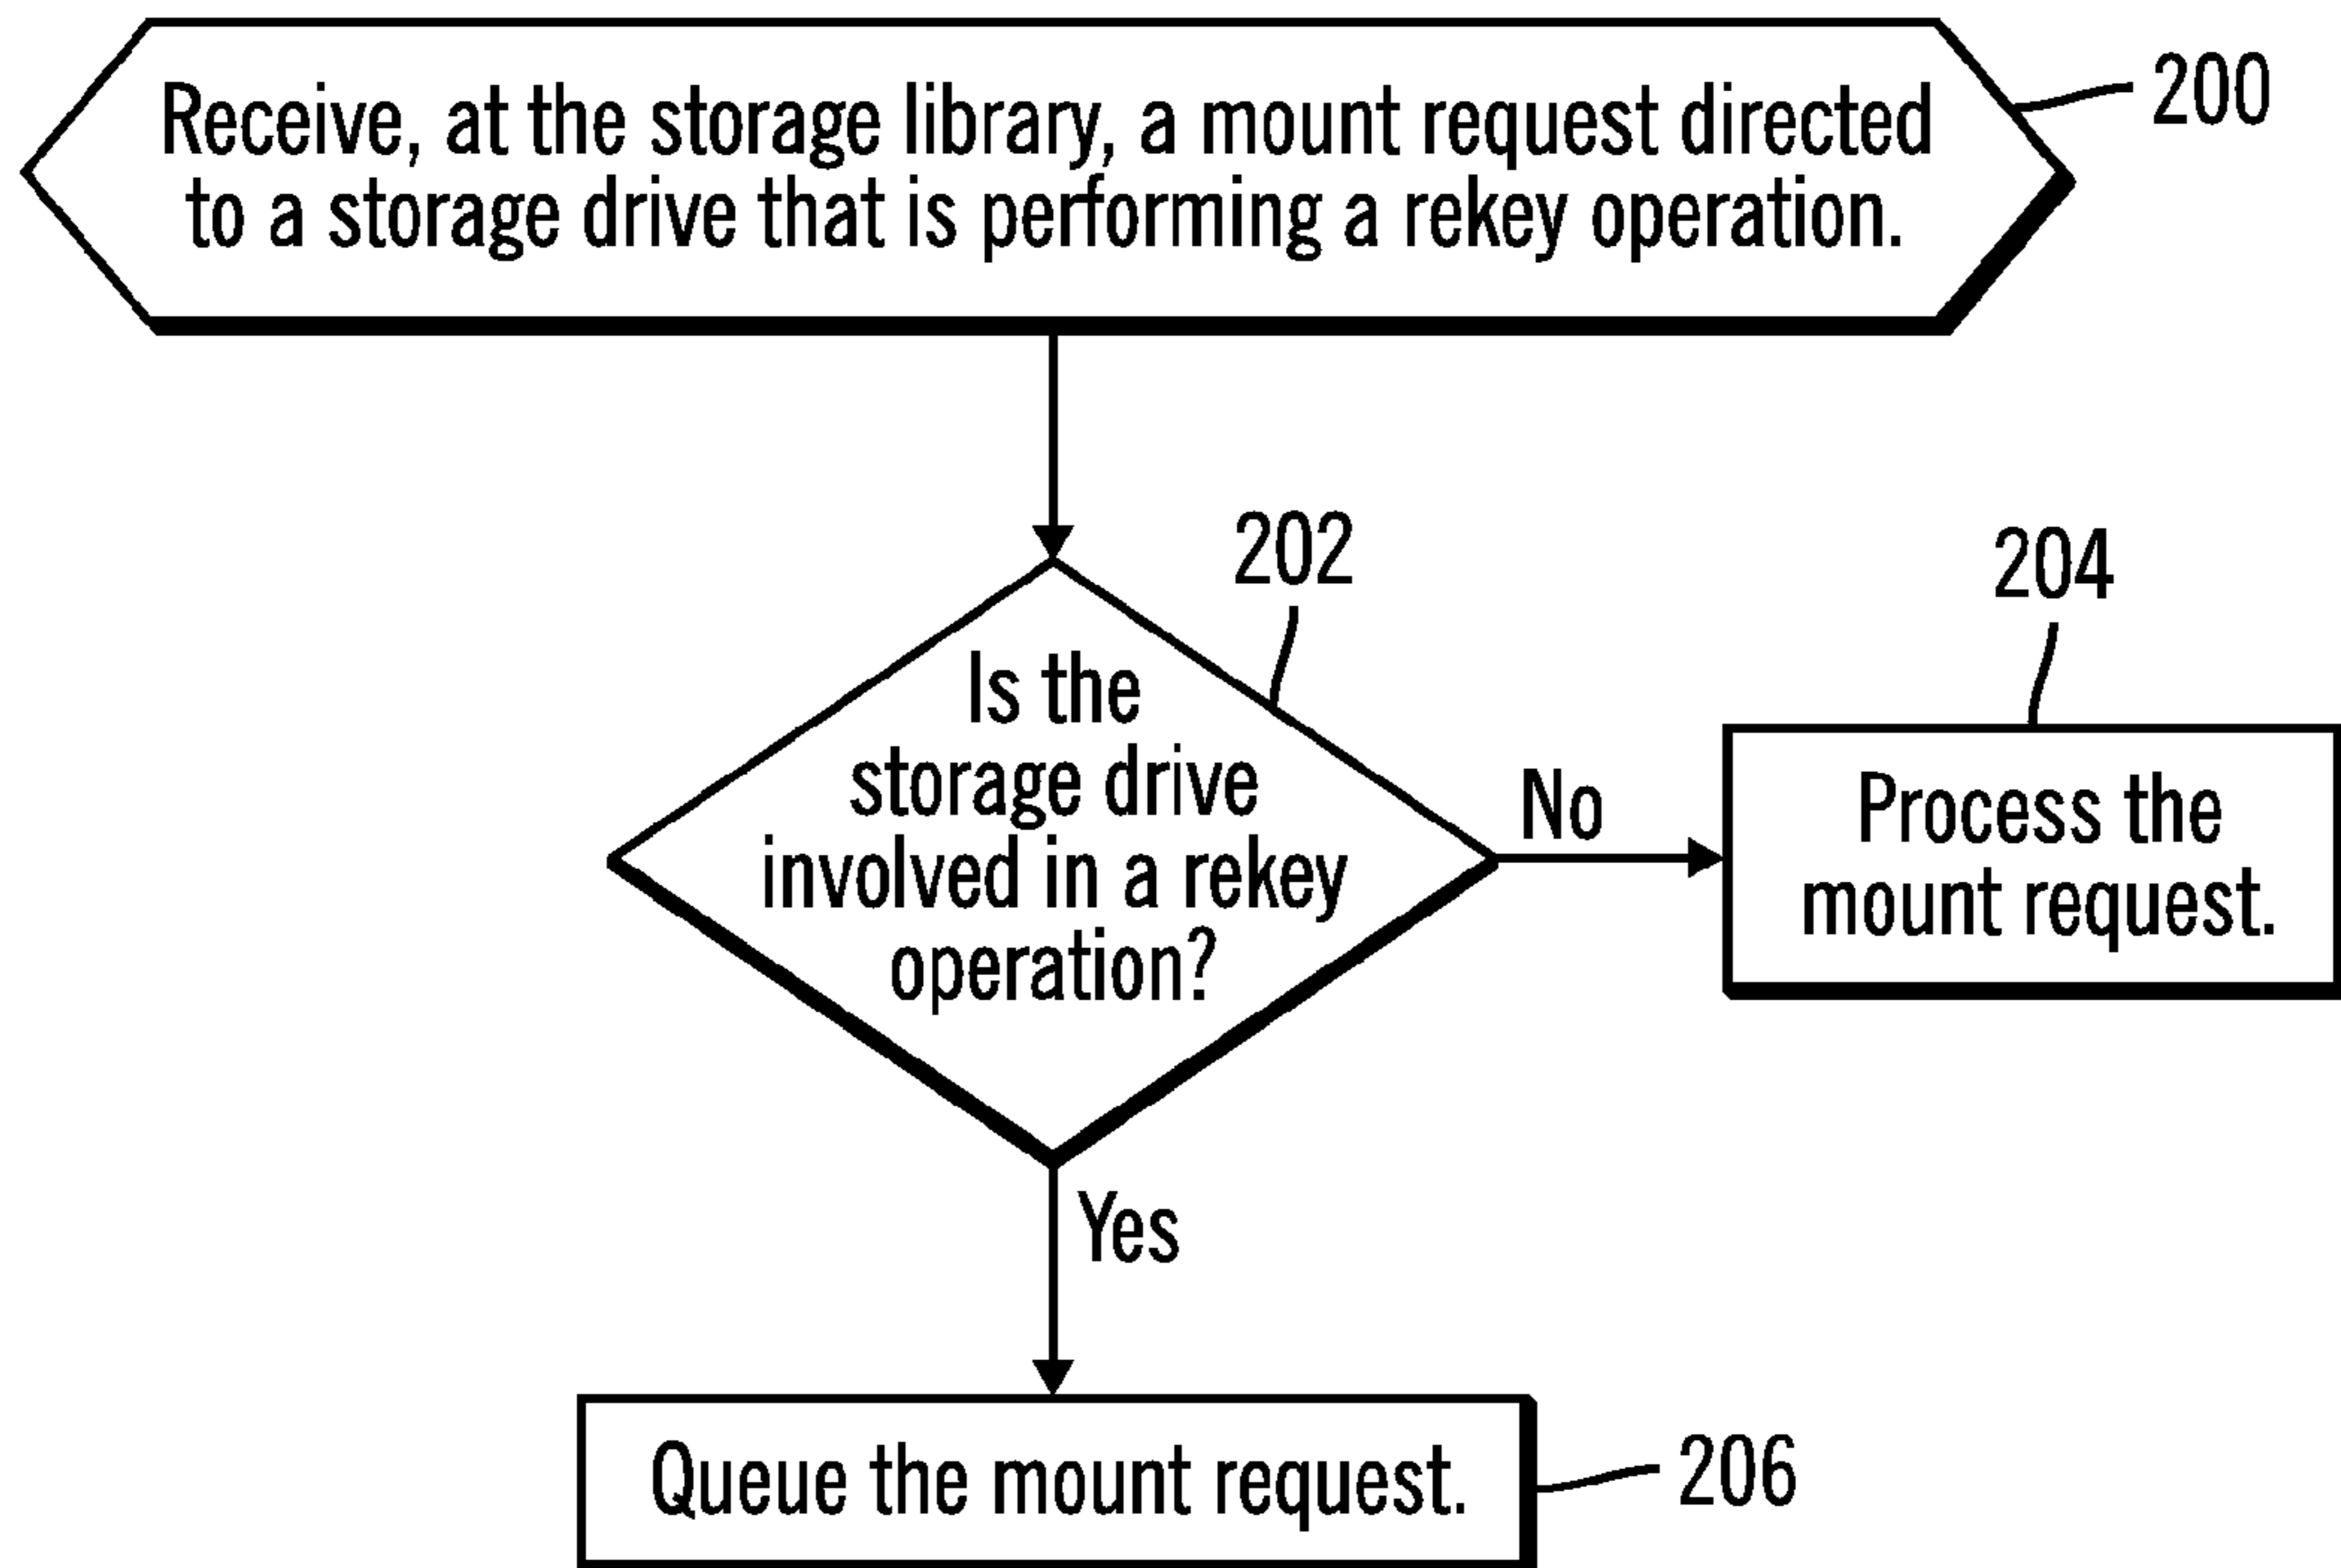 Receive, at the storage library, a mount request directed
to a storage drive that is performing a rekey operation.
200
202
204
Is the
storage drive
involved in a rekey
operation?
No
Process the
mount request.
Yes
Queue the mount request.
206